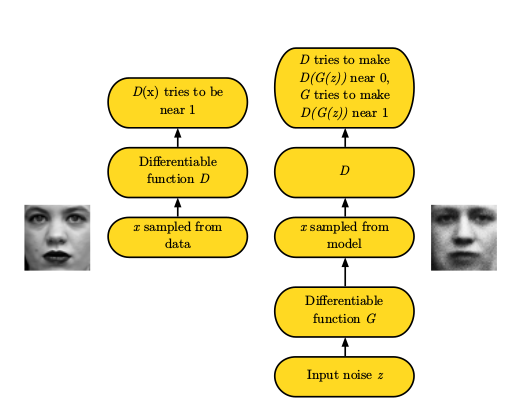 D(x) tries to be
near 1
Differentiable
function D
x sampled from
data
D tries to make
D(G(z)) near 0,
G tries to make
D(G(z)) near 1
D
x sampled from
model
Differentiable
function G
Input noise z